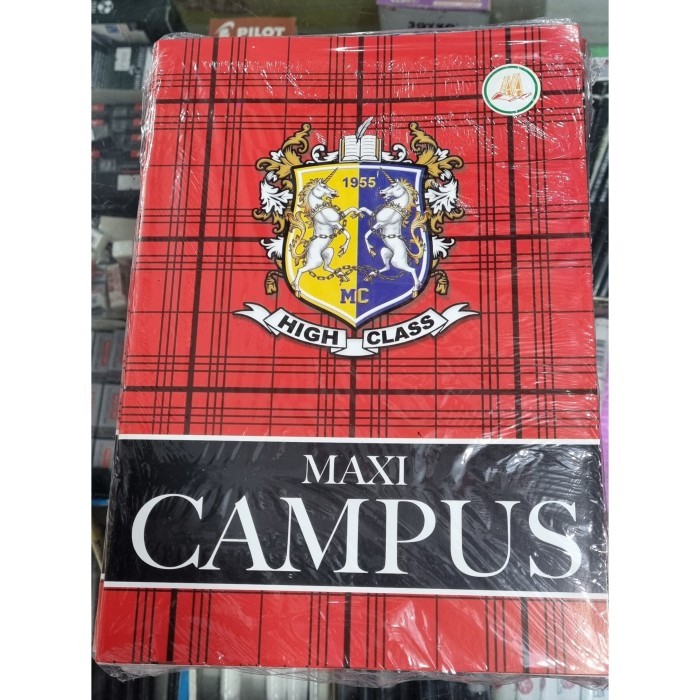 PILOT
1955
MC
HIGH CLASS
MAXI
CAMPUS